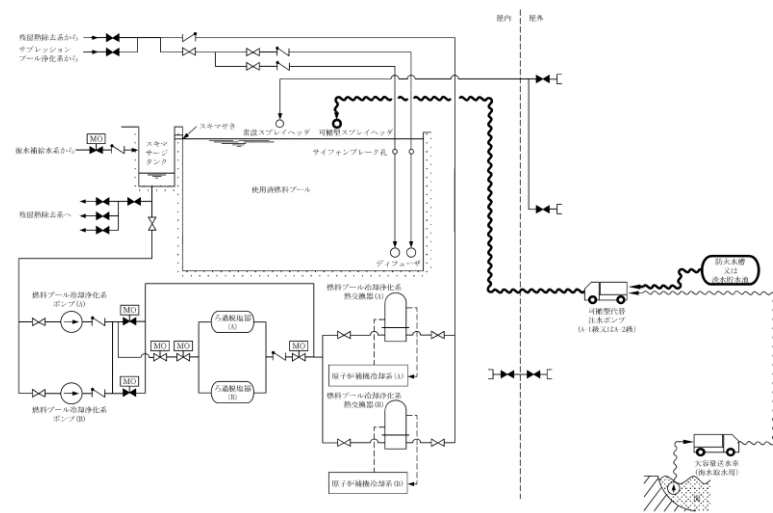 屋内
屋外
残留熱除去系から
サプレッション
プール浄化系から
スキマせき
常設スプレイヘッダ
可搬型スプレイヘッダ
MO
スキマ
サージ
タンク
復水補給水系から
サイフォンブレーク孔
使用済燃料プール
残留熱除去系へ
ディフューザ
防火水槽
又は
淡水貯水池
燃料プール冷却浄化系
ポンプ(A)
燃料プール冷却浄化系
熱交換器(A)
可搬型代替
注水ポンプ
(A-1級又はA-2級)
MO
ろ過脱塩器
(A)
MO
MO
MO
原子炉補機冷却系(A)
MO
ろ過脱塩器
(B)
燃料プール冷却浄化系
熱交換器(B)
燃料プール冷却浄化系
ポンプ(B)
大容量送水車
(海水取水用)
原子炉補機冷却系(B)
海